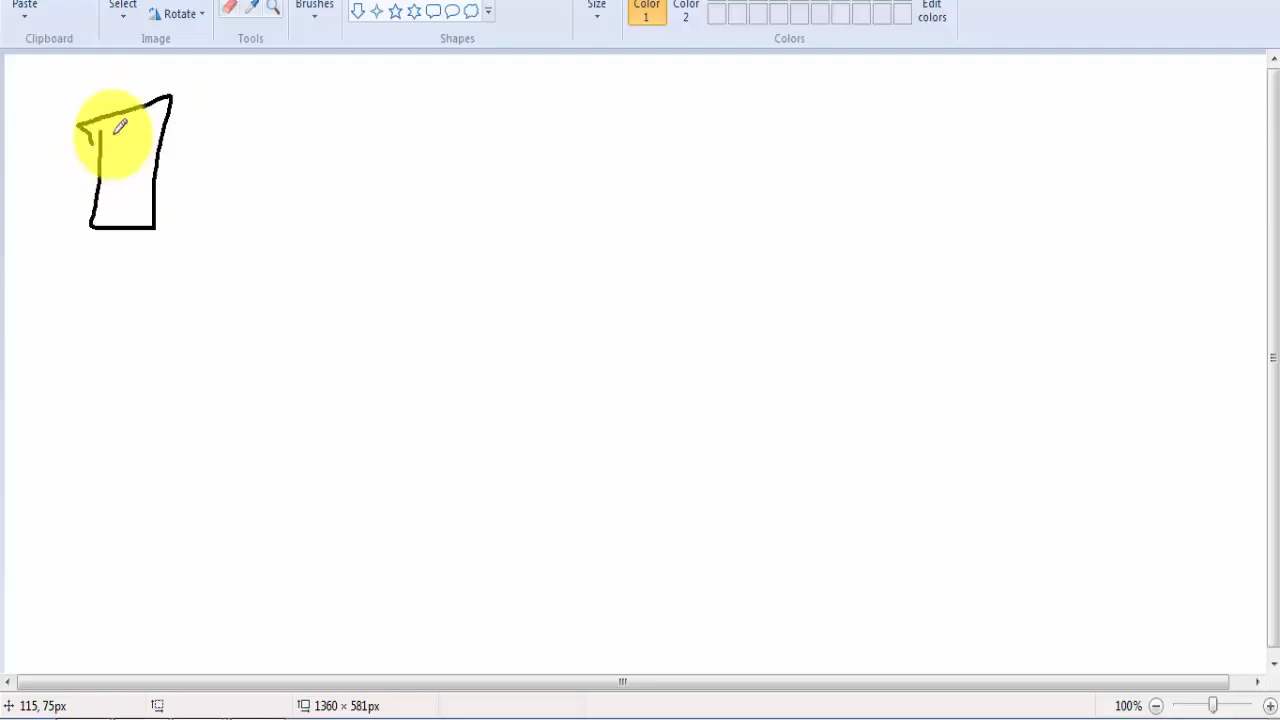 Paste
Select
Rotate
Brushes
Size
Color 1
Color 2
Edit colors
Clipboard
Image
Tools
Shapes
Colors
115, 75px
1360 × 581px
100%